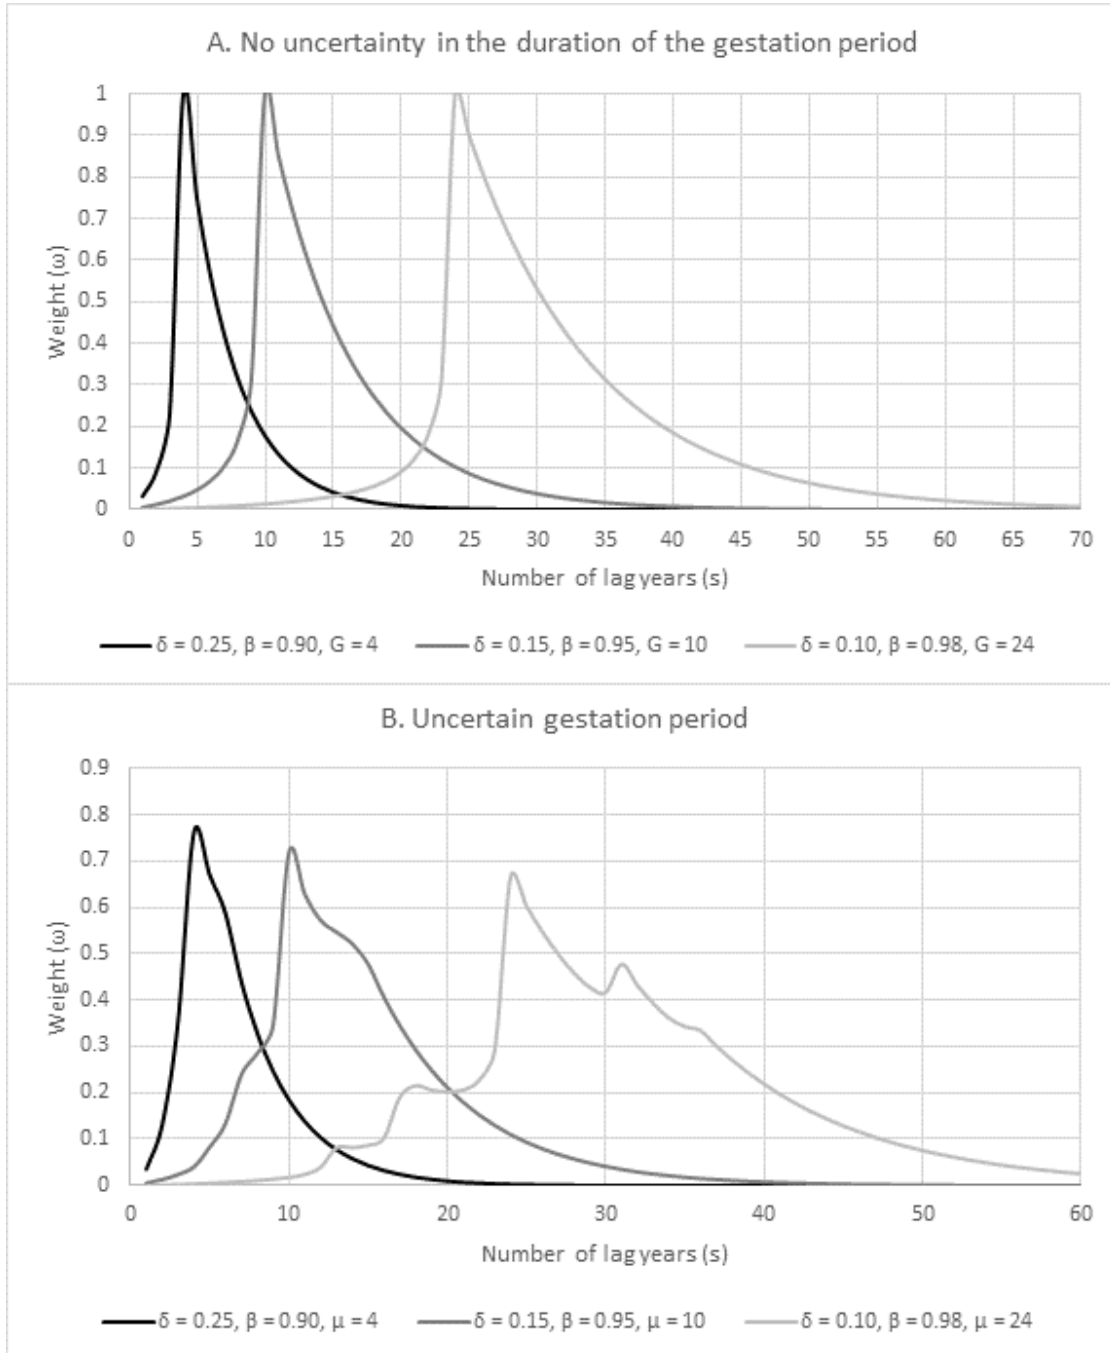 A. No uncertainty in the duration of the gestation period
1
0.9
0.8
0.7
0.6
0.5
0.4
0.3
0.2
0.1
0
Weight (ω)
0 5 10 15 20 25 30 35 40 45 50 55 60 65 70
Number of lag years (s)
δ = 0.25, β = 0.90, G = 4 δ = 0.15, β = 0.95, G = 10 δ = 0.10, β = 0.98, G = 24
B. Uncertain gestation period
0.9
0.8
0.7
0.6
0.5
0.4
0.3
0.2
0.1
0
Weight (ω)
0 10 20 30 40 50 60
Number of lag years (s)
δ = 0.25, β = 0.90, μ = 4 δ = 0.15, β = 0.95, μ = 10 δ = 0.10, β = 0.98, μ = 24